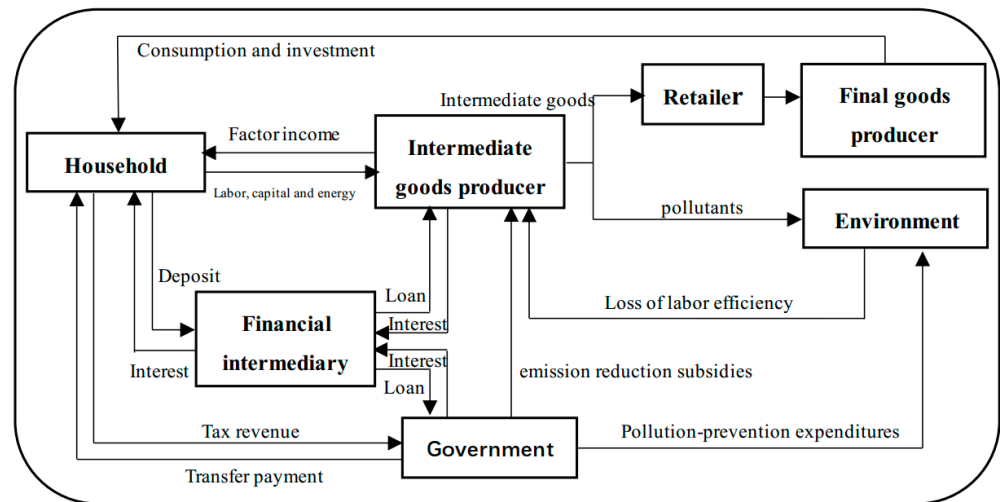 Consumption and investment
Retailer
Final goods
producer
Intermediate goods
Factor income
Household
Intermediate
goods producer
Labor, capital and energy
pollutants
Environment
Deposit
Loan
Loss of labor efficiency
Financial
intermediary
Interest
Interest
Interest
emission reduction subsidies
Loan
Tax revenue
Government
Pollution-prevention expenditures
Transfer payment